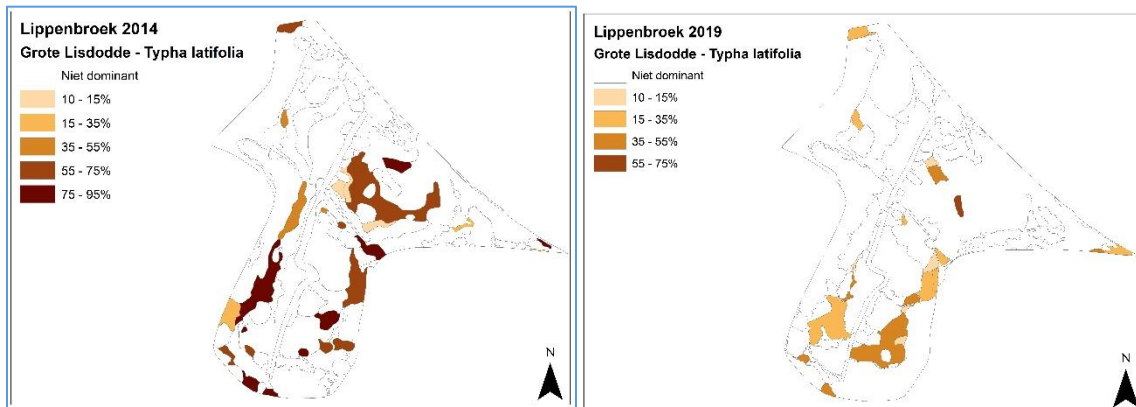 Lippenbroek 2014
Grote Lisdodde - Typha latifolia
Niet dominant
10 - 15%
15 - 35%
35 - 55%
55 - 75%
75 - 95%
N
Lippenbroek 2019
Grote Lisdodde - Typha latifolia
Niet dominant
10 - 15%
15 - 35%
35 - 55%
55 - 75%
N